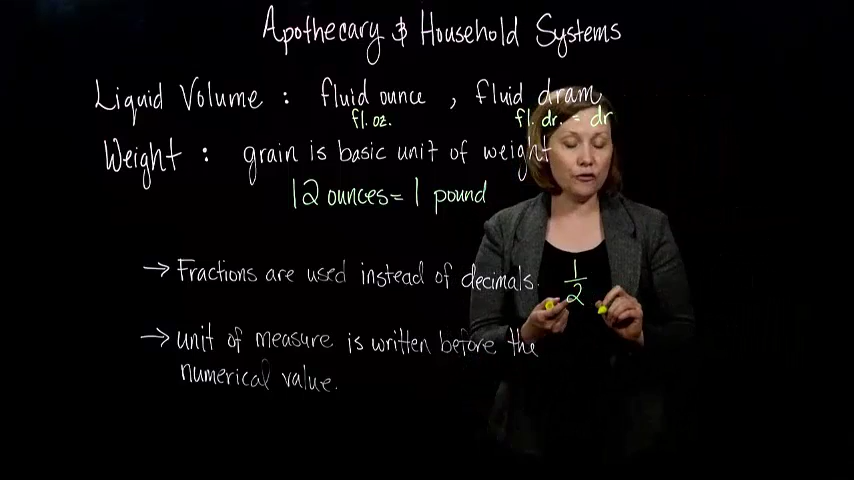 Apothecary & Household Systems
Liquid Volume : fluid ounce , fluid dram
fl. oz. fl. dr. = dr
Weight : grain is basic unit of weight
12 ounces = 1 pound
→ Fractions are used instead of decimals. 1/2
→ unit of measure is written before the
numerical value.